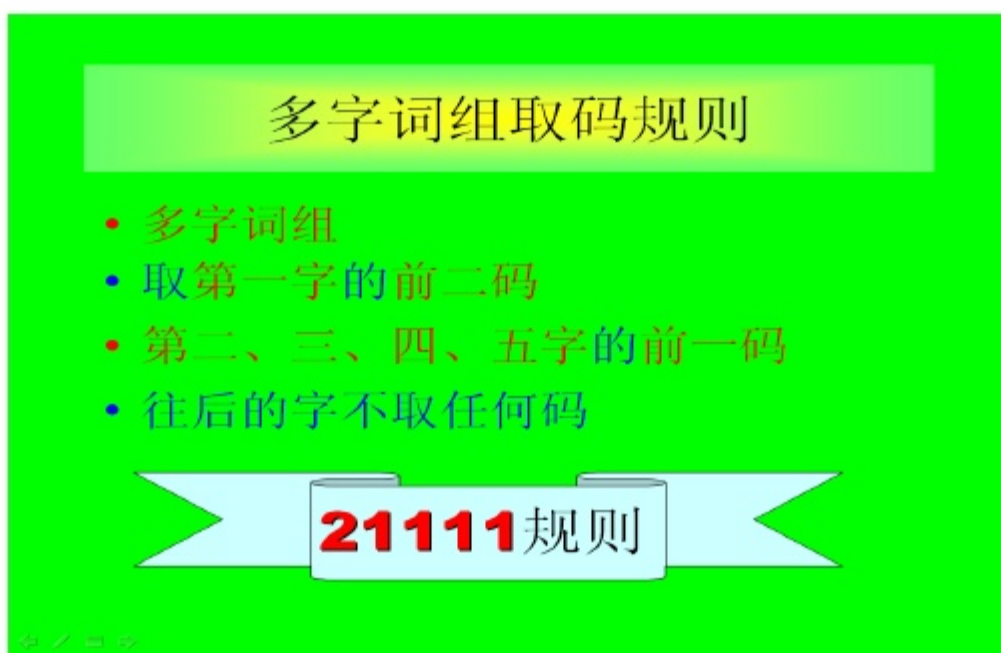 多字词组取码规则
多字词组
取第一字的前二码
第二、三、四、五字的前一码
往后的字不取任何码
21111规则